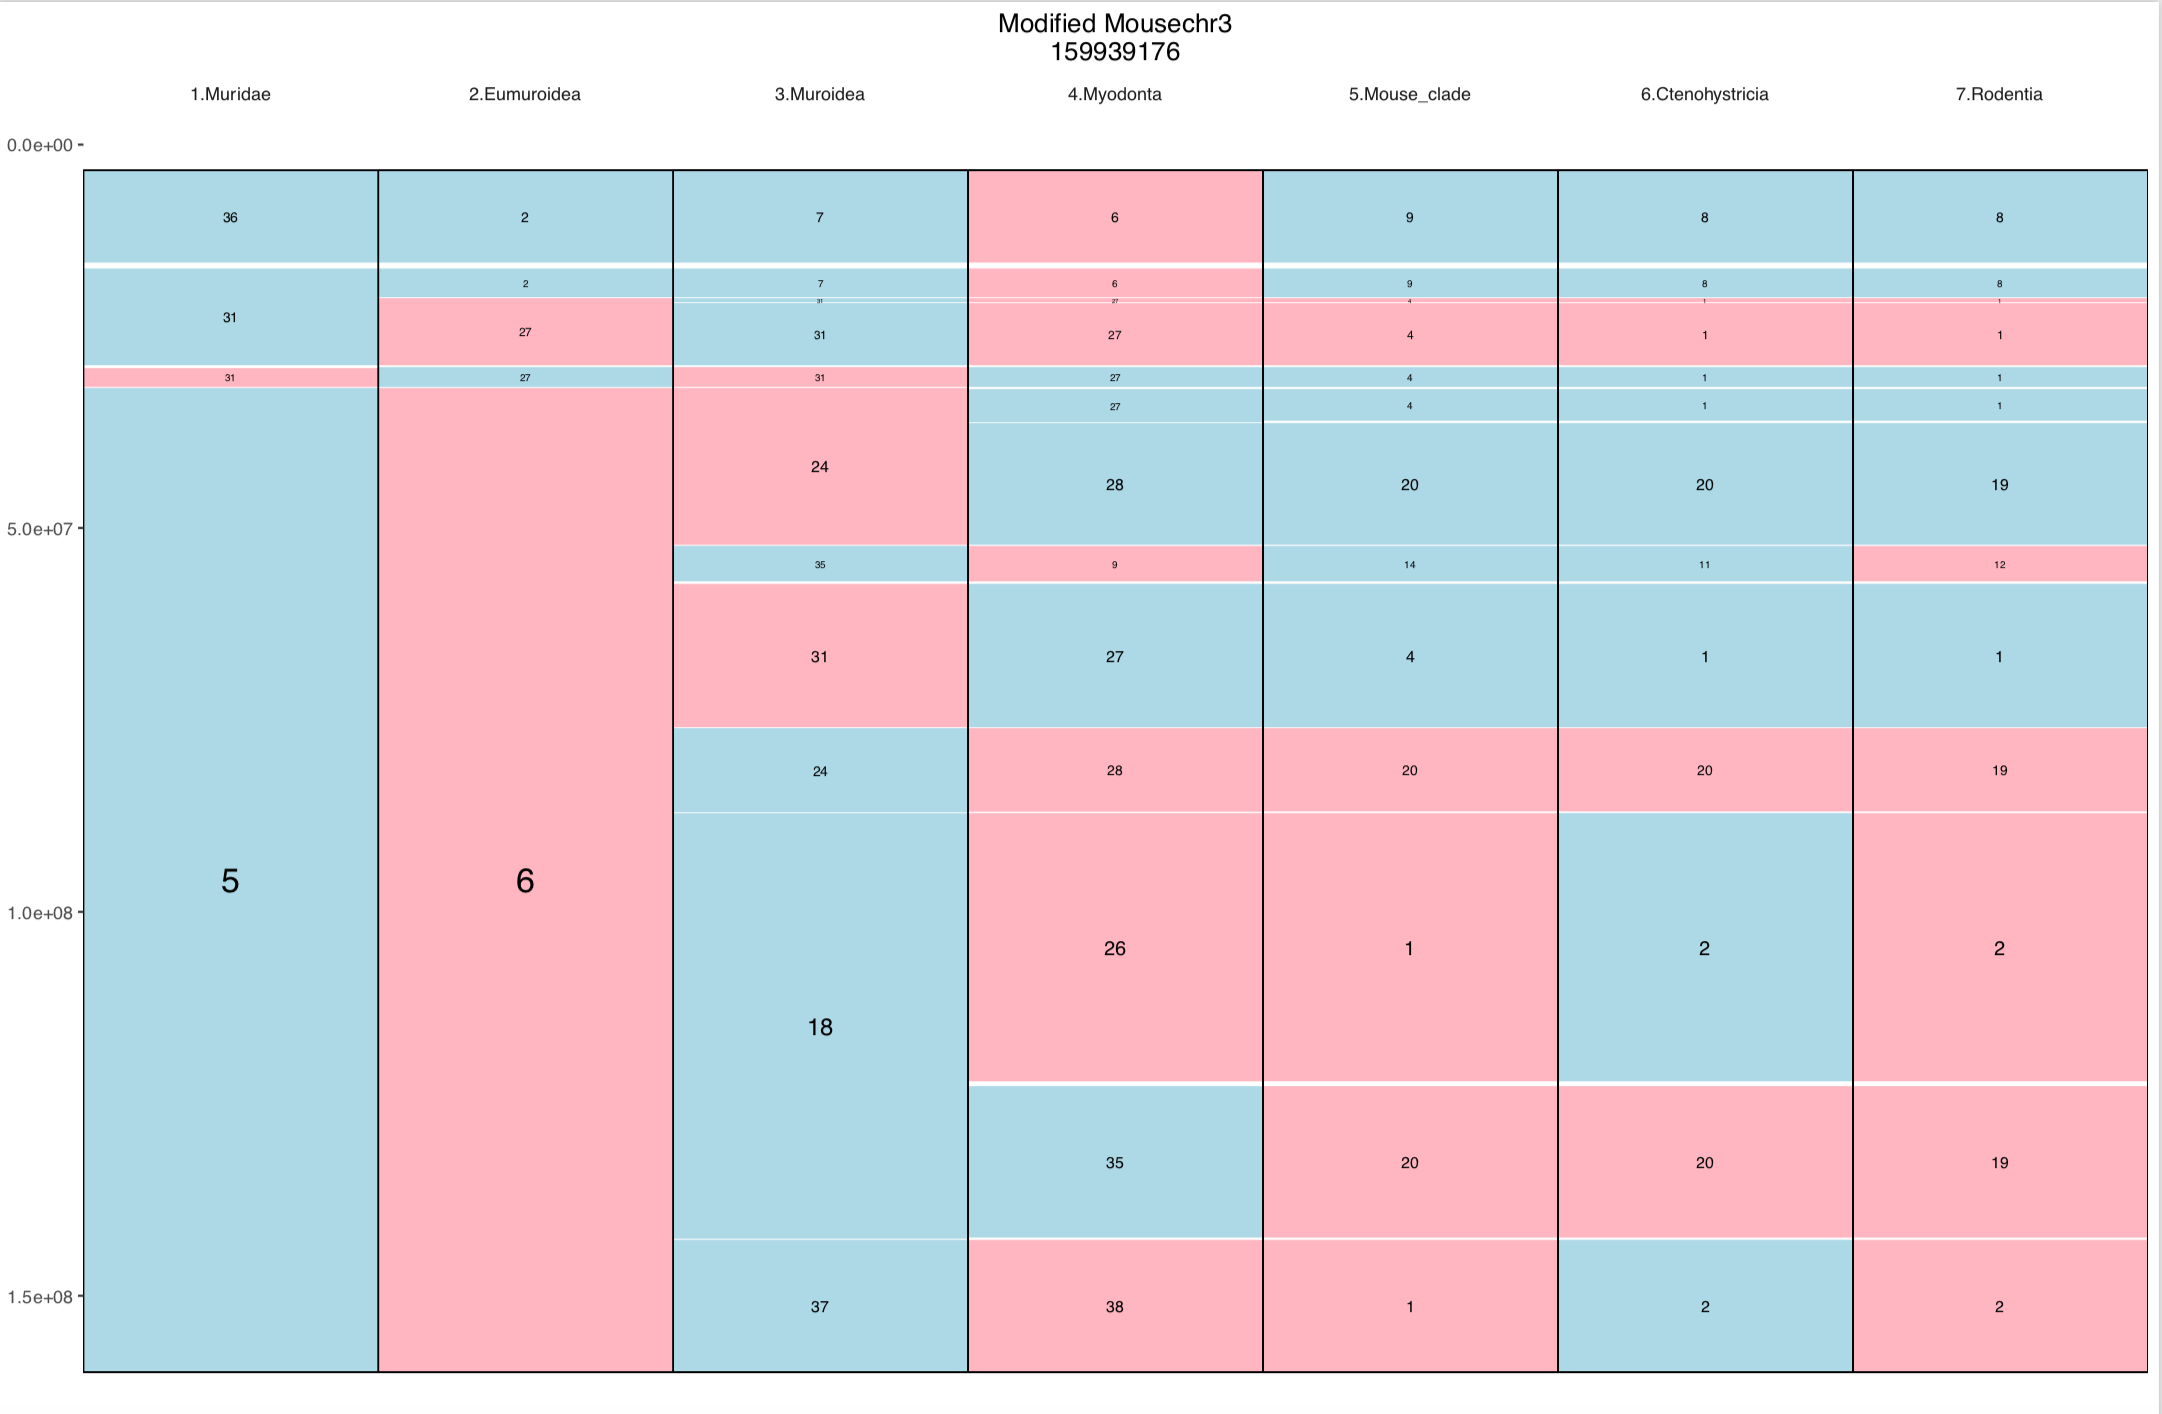 Modified Mousechr3
159939176
1.Muridae 2.Eumuroidea 3.Muroidea 4.Myodonta 5.Mouse_clade 6.Ctenohystricia 7.Rodentia
0.0e+00
36 2 7 6 9 8 8
2 7 6 9 8 8
31 27 4 1 1
31
27 31 27 4 1 1
31 27 31 27 4 1 1
27 4 1 1
24
28 20 20 19
5.0e+07
35 9 14 11 12
31 27 4 1 1
24 28 20 20 19
5 6
1.0e+08
26 1 2 2
18
35 20 20 19
1.5e+08
37 38 1 2 2